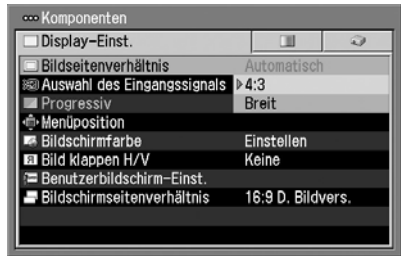 Komponenten
Display-Einst.
Bildseitenverhältnis Automatisch
Auswahl des Eingangssignals 4:3
Progressiv Breit
Menüposition
Bildschirmfarbe Einstellen
Bild klappen H/V Keine
Benutzerbildschirm-Einst.
Bildschirmseitenverhältnis 16:9 D. Bildvers.